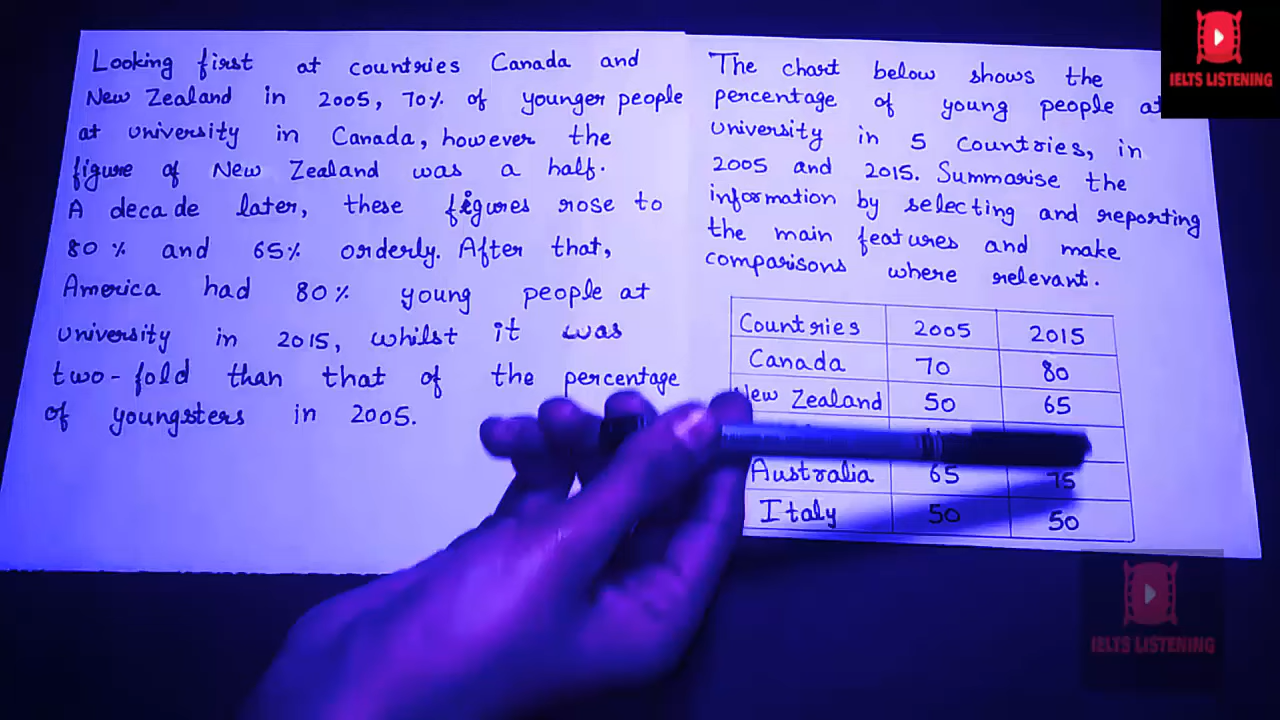 Looking first at countries Canada and
New Zealand in 2005, 70% of younger people
at university in Canada, however the
figure of New Zealand was a half.
A decade later, these figures rose to
80% and 65% orderly. After that,
America had 80% young people at
university in 2015, whilst it was
two-fold than that of the percentage
of youngsters in 2005.
The chart below shows the
percentage of young people at
university in 5 countries, in
2005 and 2015. Summarise the
information by selecting and reporting
the main features and make
comparisons where relevant.
Countries 2005 2015
Canada 70 80
New Zealand 50 65
Australia 65 75
Italy 50 50
IELTS LISTENING
IELTS LISTENING